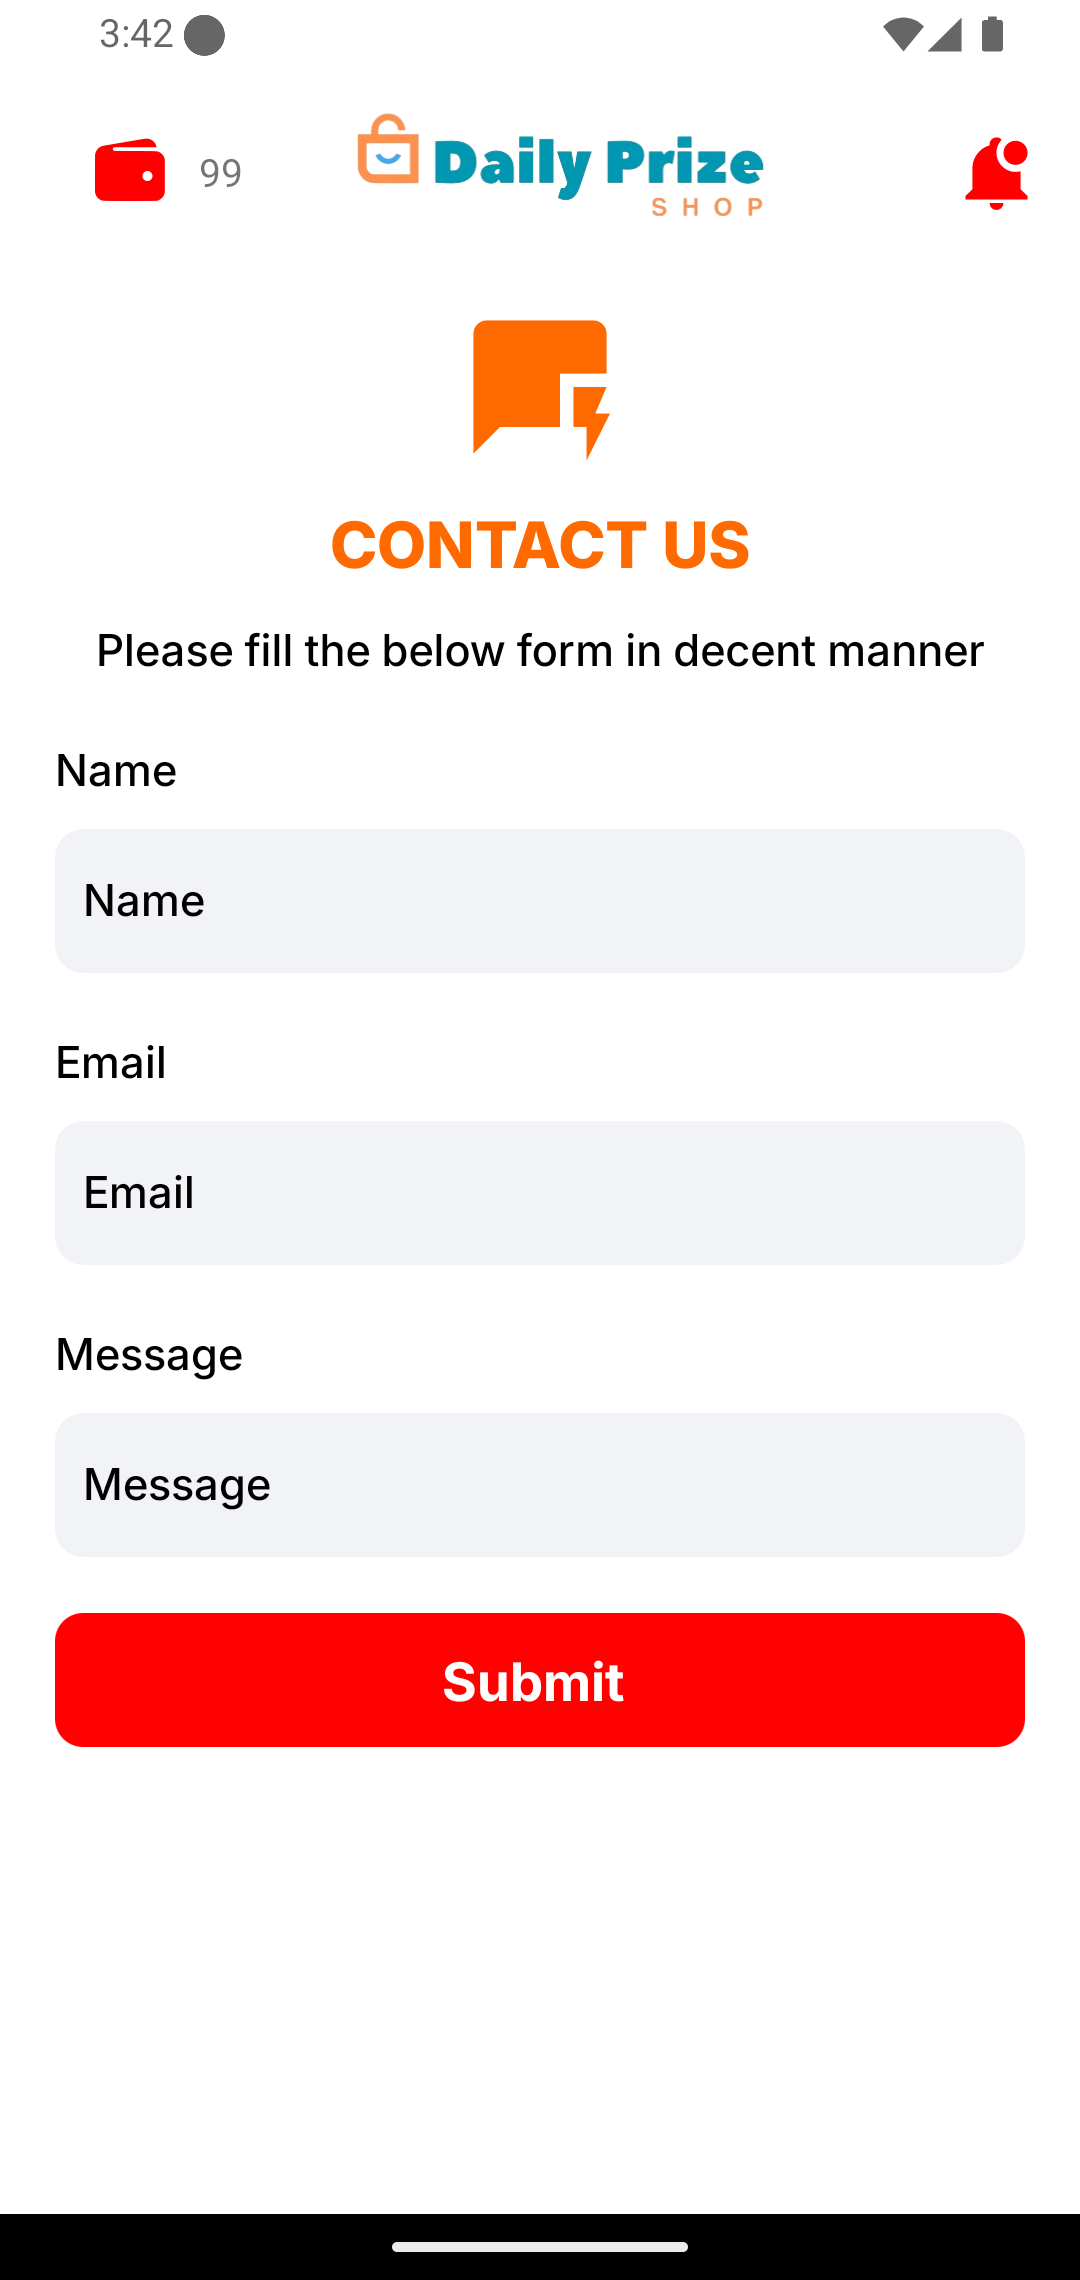 3:42
99
Daily Prize
SHOP
CONTACT US
Please fill the below form in decent manner
Name
Name
Email
Email
Message
Message
Submit